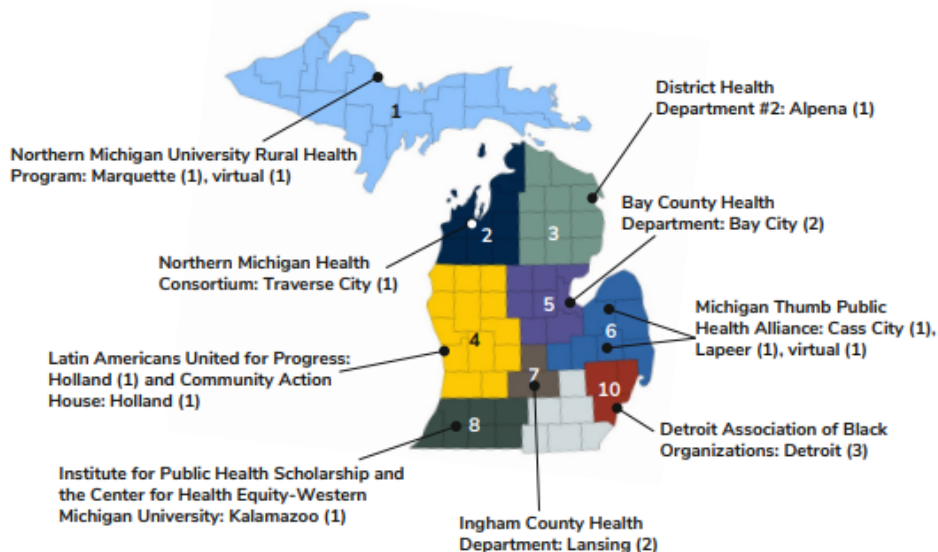 1
District Health
Department #2: Alpena (1)
Northern Michigan University Rural Health
Program: Marquette (1), virtual (1)
Bay County Health
Department: Bay City (2)
2
3
Northern Michigan Health
Consortium: Traverse City (1)
5
Michigan Thumb Public
Health Alliance: Cass City (1),
Lapeer (1), virtual (1)
6
4
Latin Americans United for Progress:
Holland (1) and Community Action
House: Holland (1)
7
10
8
Detroit Association of Black
Organizations: Detroit (3)
Institute for Public Health Scholarship and
the Center for Health Equity-Western
Michigan University: Kalamazoo (1)
Ingham County Health
Department: Lansing (2)